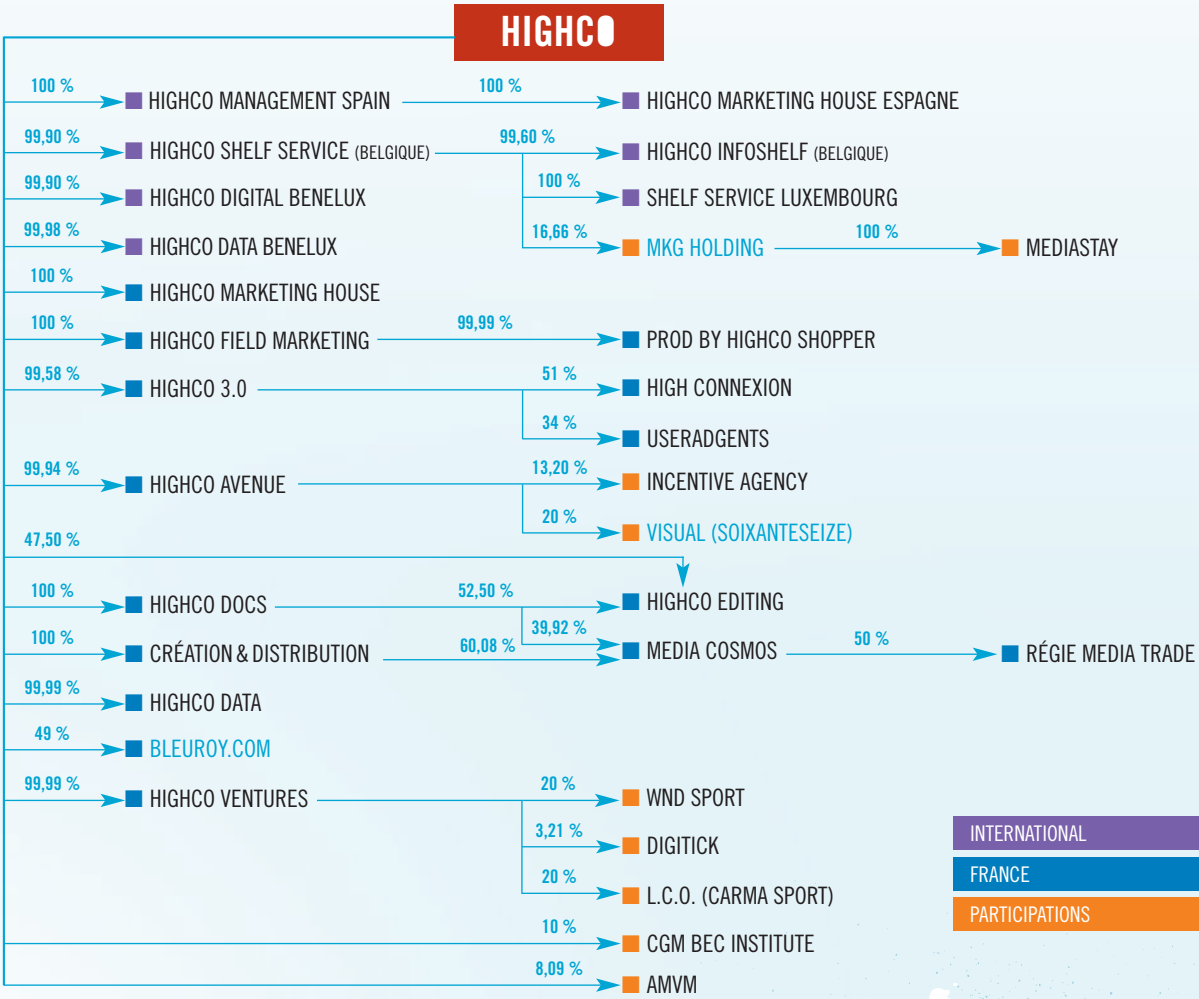 HIGHCO
100 %
HIGHCO MANAGEMENT SPAIN
100 %
HIGHCO MARKETING HOUSE ESPAGNE
99,90 %
HIGHCO SHELF SERVICE (BELGIQUE)
99,60 %
HIGHCO INFOSHELF (BELGIQUE)
99,90 %
HIGHCO DIGITAL BENELUX
100 %
SHELF SERVICE LUXEMBOURG
99,98 %
HIGHCO DATA BENELUX
16,66 %
MKG HOLDING
100 %
MEDIASTAY
100 %
HIGHCO MARKETING HOUSE
100 %
HIGHCO FIELD MARKETING
99,99 %
PROD BY HIGHCO SHOPPER
99,58 %
HIGHCO 3.0
51 %
HIGH CONNEXION
34 %
USERADGENTS
99,94 %
HIGHCO AVENUE
13,20 %
INCENTIVE AGENCY
20 %
VISUAL (SOIXANTESEIZE)
47,50 %
100 %
HIGHCO DOCS
52,50 %
HIGHCO EDITING
39,92 %
100 %
CRÉATION & DISTRIBUTION
60,08 %
MEDIA COSMOS
50 %
RÉGIE MEDIA TRADE
99,99 %
HIGHCO DATA
49 %
BLEUROY.COM
99,99 %
HIGHCO VENTURES
20 %
WND SPORT
3,21 %
DIGITICK
20 %
L.C.O. (CARMA SPORT)
10 %
CGM BEC INSTITUTE
8,09 %
AMVM
INTERNATIONAL
FRANCE
PARTICIPATIONS